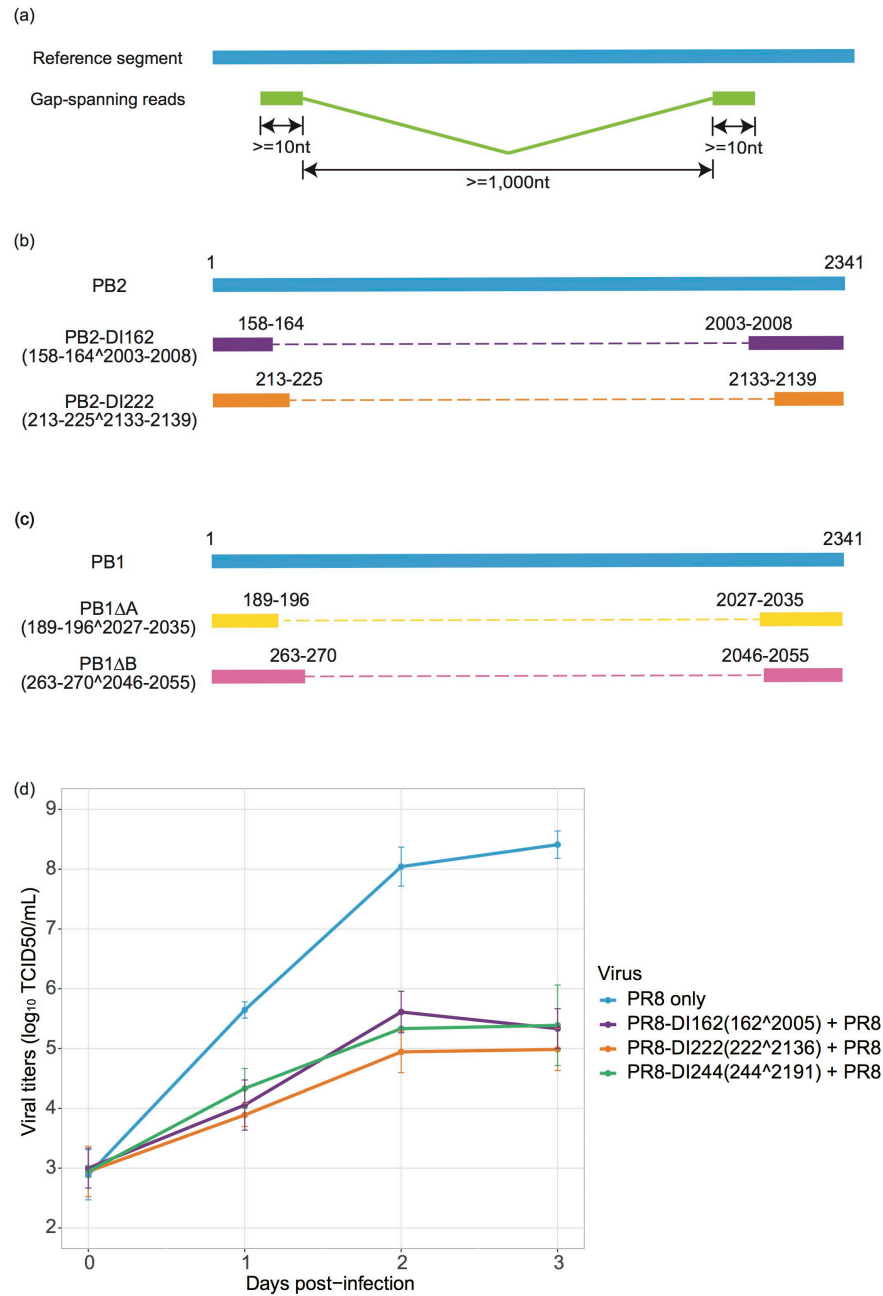 (a)
Reference segment
Gap-spanning reads
>=10nt
>=10nt
>=1,000nt
(b)
1
2341
PB2
PB2-DI162
(158-164^2003-2008)
158-164
2003-2008
PB2-DI222
(213-225^2133-2139)
213-225
2133-2139
(c)
1
2341
PB1
PB1ΔA
(189-196^2027-2035)
189-196
2027-2035
PB1ΔB
(263-270^2046-2055)
263-270
2046-2055
(d)
Viral titers (log₁₀ TCID50/mL)
9
8
7
6
5
4
3
2
0
1
2
3
Days post−infection
Virus
PR8 only
PR8-DI162(162^2005) + PR8
PR8-DI222(222^2136) + PR8
PR8-DI244(244^2191) + PR8